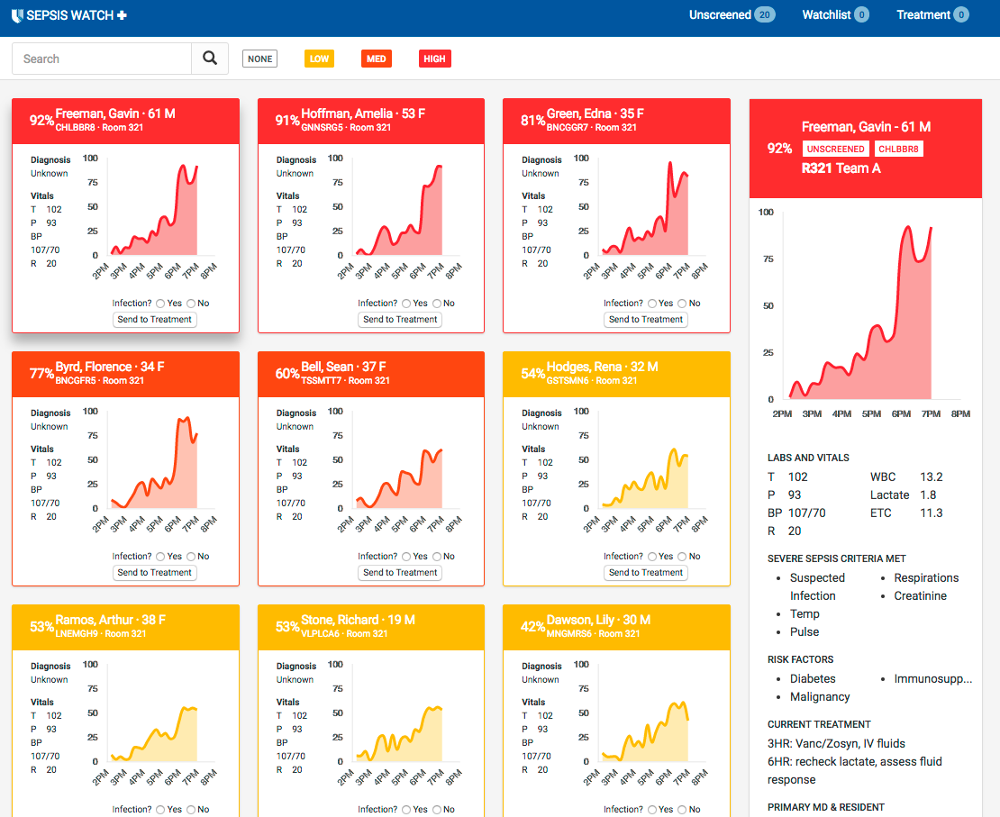 SEPSIS WATCH
Unscreened 20
Watchlist 0
Treatment 0
Search
NONE
LOW
MED
HIGH
92% Freeman, Gavin · 61 M
CHLBBR8 · Room 321
Diagnosis
Unknown
Vitals
T 102
P 93
BP
107/70
R 20
100
75
50
25
0
2PM 3PM 4PM 5PM 6PM 7PM 8PM
Infection? Yes No
Send to Treatment
91% Hoffman, Amelia · 53 F
GNNSRG5 · Room 321
Diagnosis
Unknown
Vitals
T 102
P 93
BP
107/70
R 20
100
75
50
25
0
2PM 3PM 4PM 5PM 6PM 7PM 8PM
Infection? Yes No
Send to Treatment
81% Green, Edna · 35 F
BNCGGR7 · Room 321
Diagnosis
Unknown
Vitals
T 102
P 93
BP
107/70
R 20
100
75
50
25
0
2PM 3PM 4PM 5PM 6PM 7PM 8PM
Infection? Yes No
Send to Treatment
77% Byrd, Florence · 34 F
BNCGFR5 · Room 321
Diagnosis
Unknown
Vitals
T 102
P 93
BP
107/70
R 20
100
75
50
25
0
2PM 3PM 4PM 5PM 6PM 7PM 8PM
Infection? Yes No
Send to Treatment
60% Bell, Sean · 37 F
TSSMTT7 · Room 321
Diagnosis
Unknown
Vitals
T 102
P 93
BP
107/70
R 20
100
75
50
25
0
2PM 3PM 4PM 5PM 6PM 7PM 8PM
Infection? Yes No
Send to Treatment
54% Hodges, Rena · 32 M
GSTSMN6 · Room 321
Diagnosis
Unknown
Vitals
T 102
P 93
BP
107/70
R 20
100
75
50
25
0
2PM 3PM 4PM 5PM 6PM 7PM 8PM
Infection? Yes No
Send to Treatment
53% Ramos, Arthur · 38 F
LNEMGH9 · Room 321
Diagnosis
Unknown
Vitals
T 102
P 93
BP
107/70
R 20
100
75
50
25
0
2PM 3PM 4PM 5PM 6PM 7PM 8PM
Infection? Yes No
53% Stone, Richard · 19 M
VLPLCA6 · Room 321
Diagnosis
Unknown
Vitals
T 102
P 93
BP
107/70
R 20
100
75
50
25
0
2PM 3PM 4PM 5PM 6PM 7PM 8PM
Infection? Yes No
42% Dawson, Lily · 30 M
MNGMRS6 · Room 321
Diagnosis
Unknown
Vitals
T 102
P 93
BP
107/70
R 20
100
75
50
25
0
2PM 3PM 4PM 5PM 6PM 7PM 8PM
Infection? Yes No
Freeman, Gavin - 61 M
92% UNSCREENED CHLBBR8
R321 Team A
100
75
50
25
0
2PM 3PM 4PM 5PM 6PM 7PM 8PM
LABS AND VITALS
T 102 WBC 13.2
P 93 Lactate 1.8
BP 107/70 ETC 11.3
R 20
SEVERE SEPSIS CRITERIA MET
• Suspected
Infection
• Temp
• Pulse
• Respirations
• Creatinine
RISK FACTORS
• Diabetes
• Malignancy
• Immunosupp...
CURRENT TREATMENT
3HR: Vanc/Zosyn, IV fluids
6HR: recheck lactate, assess fluid
response
PRIMARY MD & RESIDENT